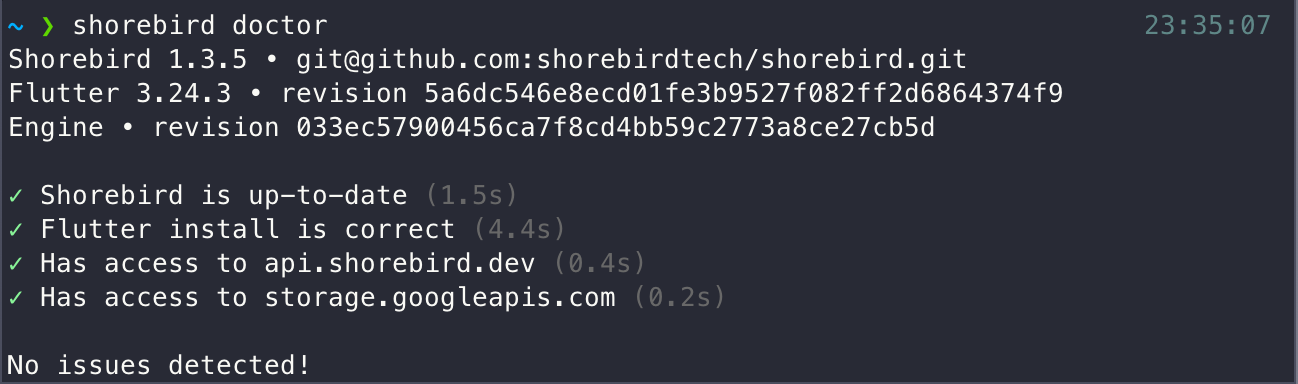 ~ ❯ shorebird doctor 23:35:07
Shorebird 1.3.5 • git@github.com:shorebirdtech/shorebird.git
Flutter 3.24.3 • revision 5a6dc546e8ecd01fe3b9527f082ff2d6864374f9
Engine • revision 033ec57900456ca7f8cd4bb59c2773a8ce27cb5d
✓ Shorebird is up-to-date (1.5s)
✓ Flutter install is correct (4.4s)
✓ Has access to api.shorebird.dev (0.4s)
✓ Has access to storage.googleapis.com (0.2s)
No issues detected!